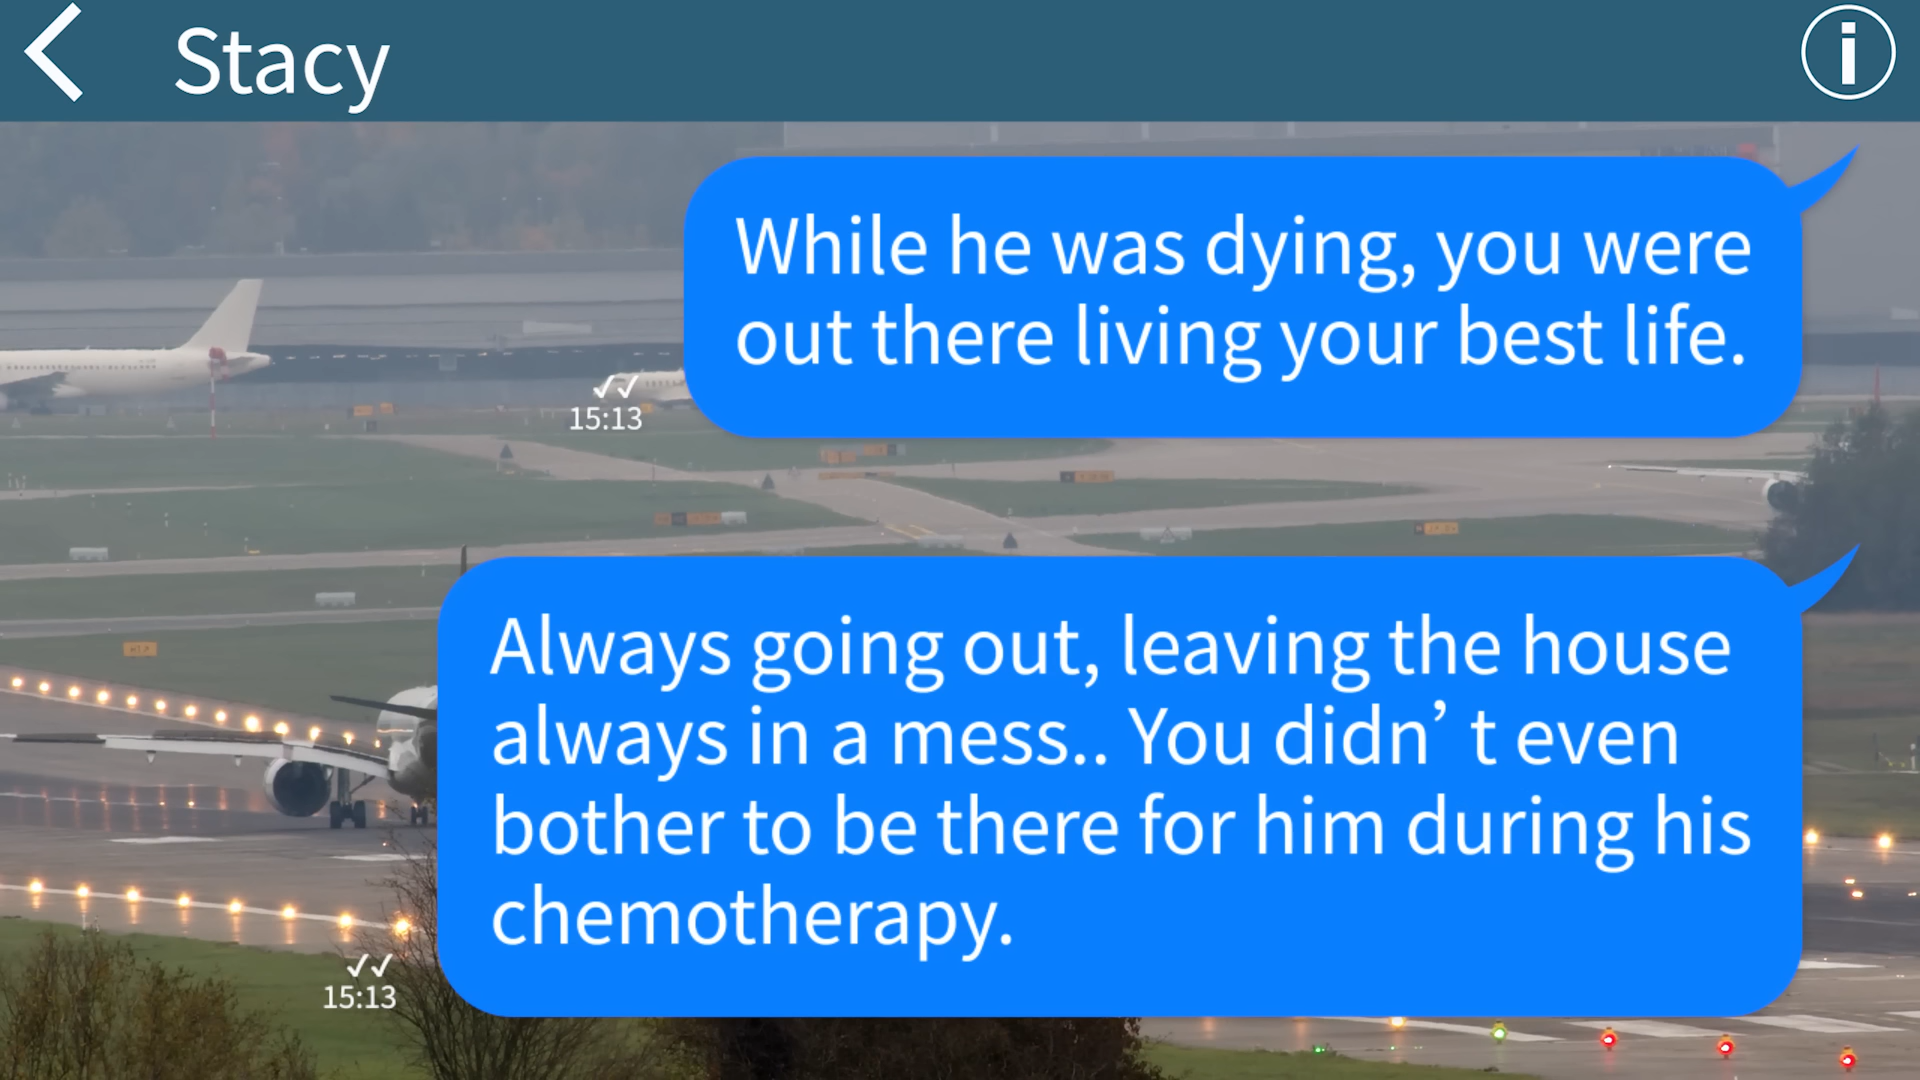 Stacy
While he was dying, you were
out there living your best life.
15:13
Always going out, leaving the house
always in a mess.. You didn’t even
bother to be there for him during his
chemotherapy.
15:13